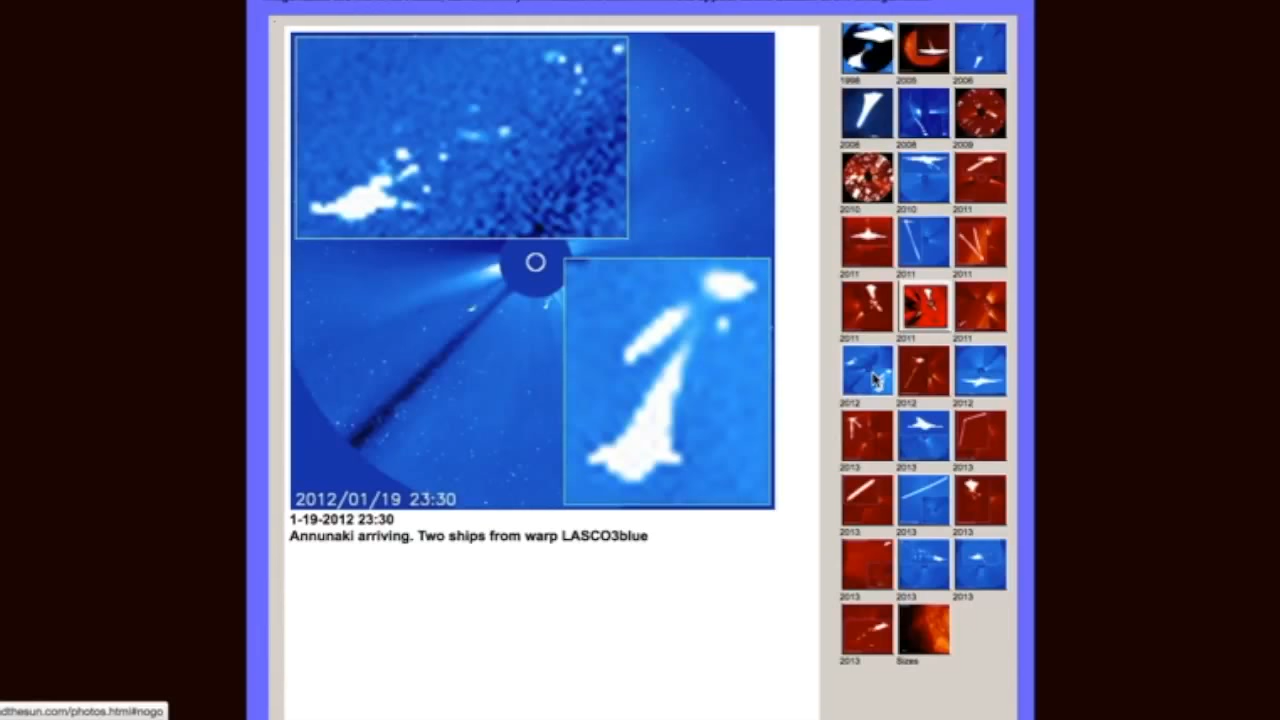 1998 2005 2006
2008 2008 2009
2010 2010 2011
2011 2011 2011
2011 2011 2011
2012 2012 2012
2013 2013 2013
2013 2013 2013
2013 2013 2013
2013 Sizes
2012/01/19 23:30
1-19-2012 23:30
Annunaki arriving. Two ships from warp LASCO3blue
dthesun.com/photos.html#nogo